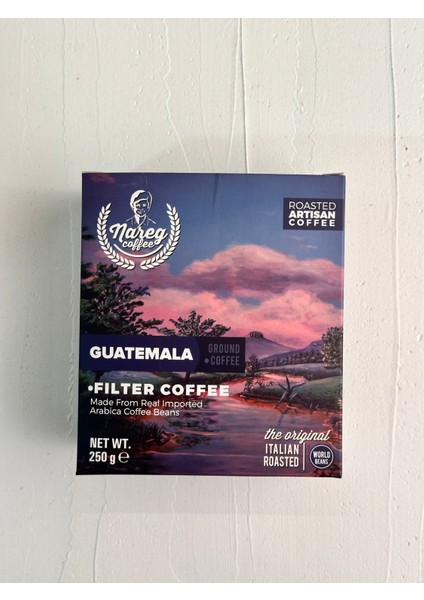 Nareg
coffee
ROASTED
ARTISAN
COFFEE
GUATEMALA
GROUND
•COFFEE
•FILTER COFFEE
Made From Real Imported
Arabica Coffee Beans
NET WT.
250 g ℮
the original
ITALIAN
ROASTED
WORLD
BEANS